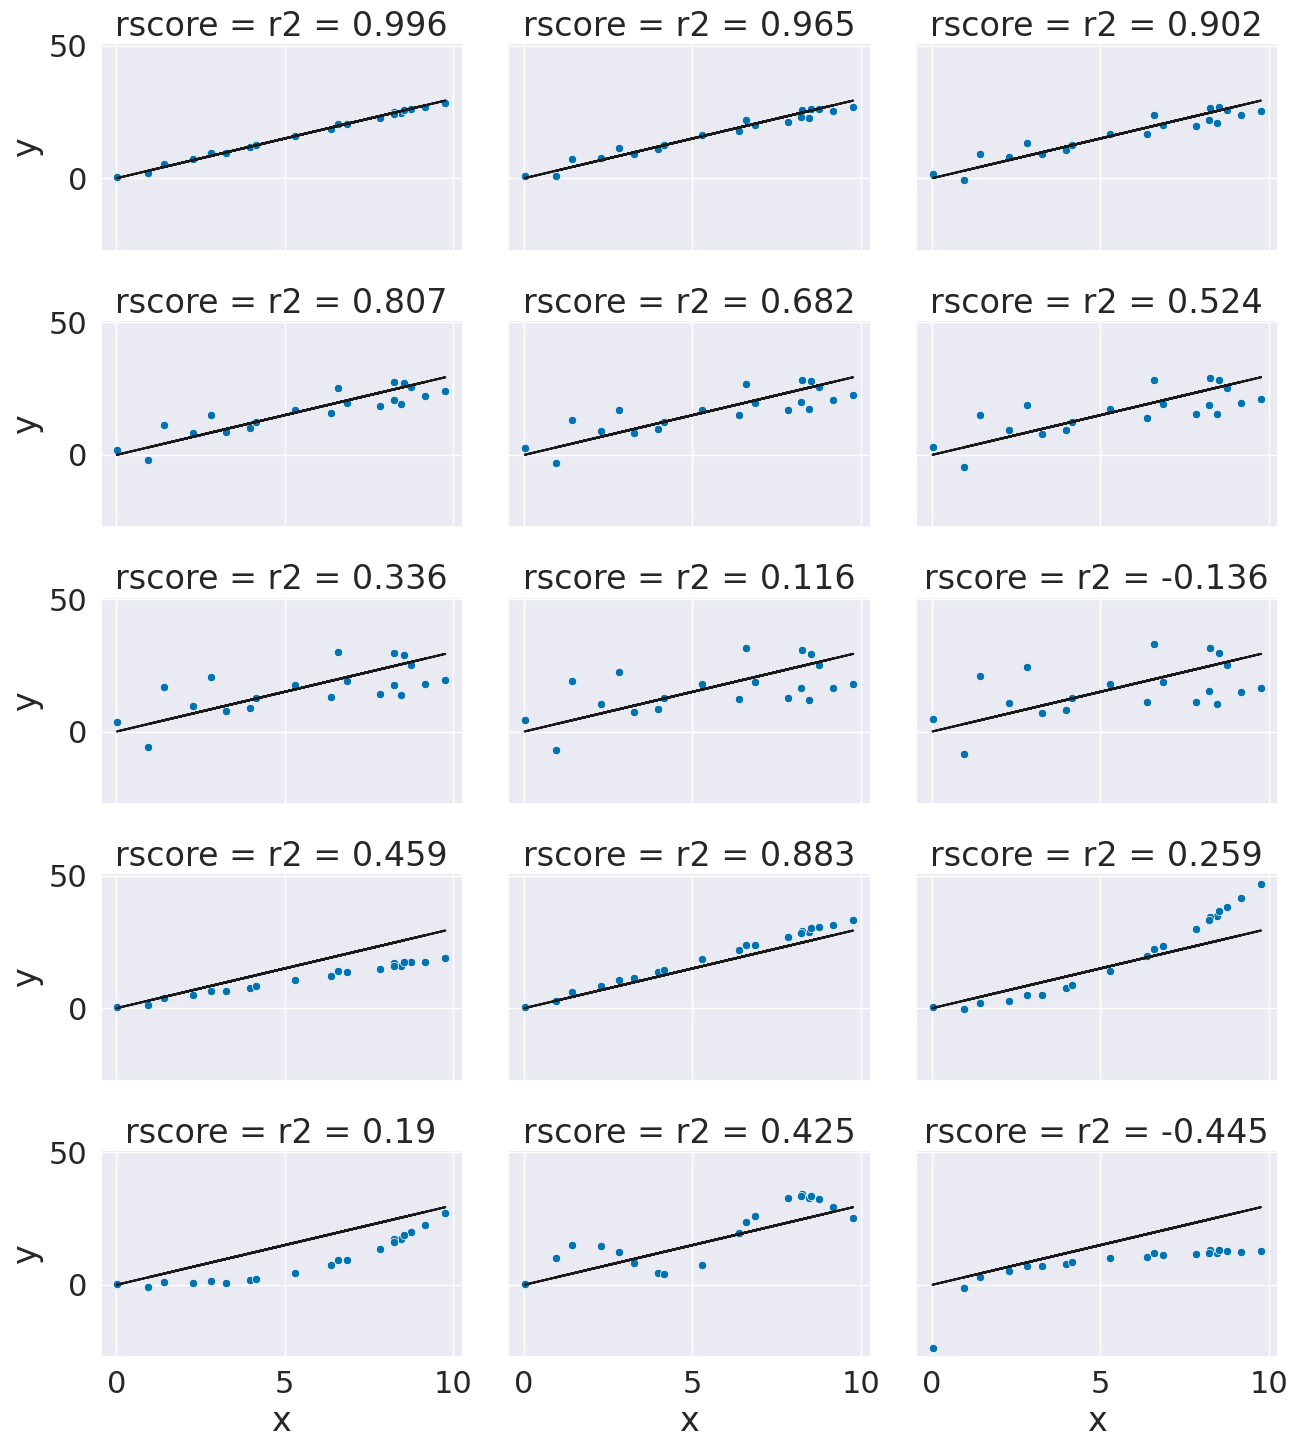 rscore = r2 = 0.996
rscore = r2 = 0.965
rscore = r2 = 0.902
50
y
0
rscore = r2 = 0.807
rscore = r2 = 0.682
rscore = r2 = 0.524
50
y
0
rscore = r2 = 0.336
rscore = r2 = 0.116
rscore = r2 = -0.136
50
y
0
rscore = r2 = 0.459
rscore = r2 = 0.883
rscore = r2 = 0.259
50
y
0
rscore = r2 = 0.19
rscore = r2 = 0.425
rscore = r2 = -0.445
50
y
0
0 5 10
0 5 10
0 5 10
x
x
x